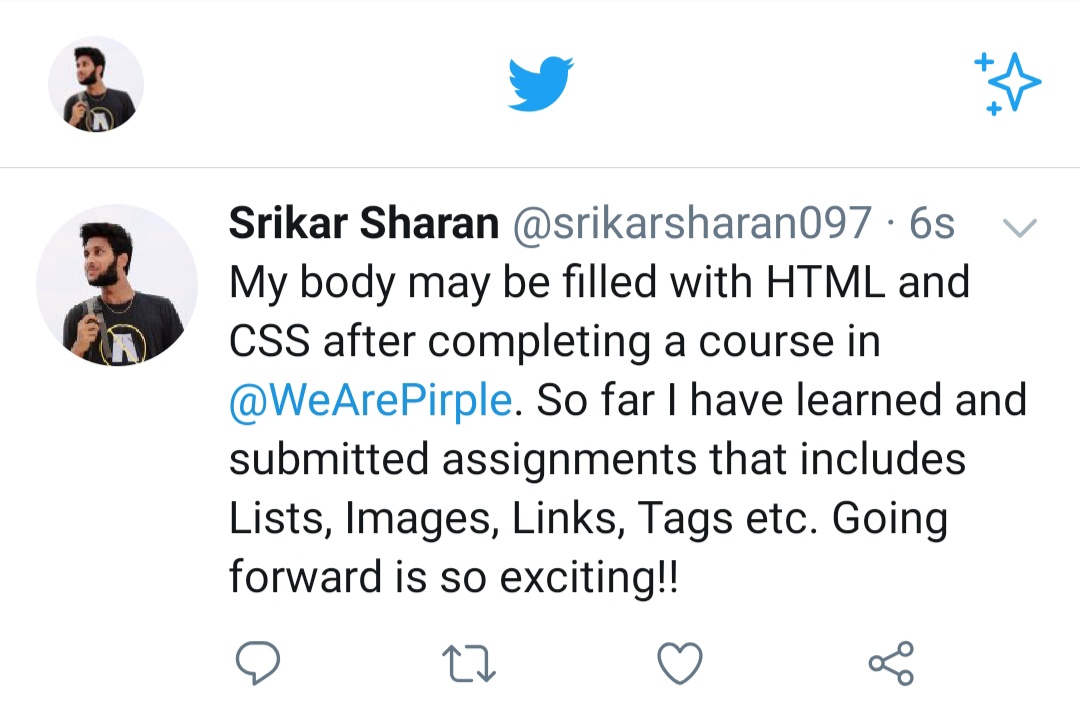 Srikar Sharan @srikarsharan097 · 6s
My body may be filled with HTML and
CSS after completing a course in
@WeArePirple. So far I have learned and
submitted assignments that includes
Lists, Images, Links, Tags etc. Going
forward is so exciting!!